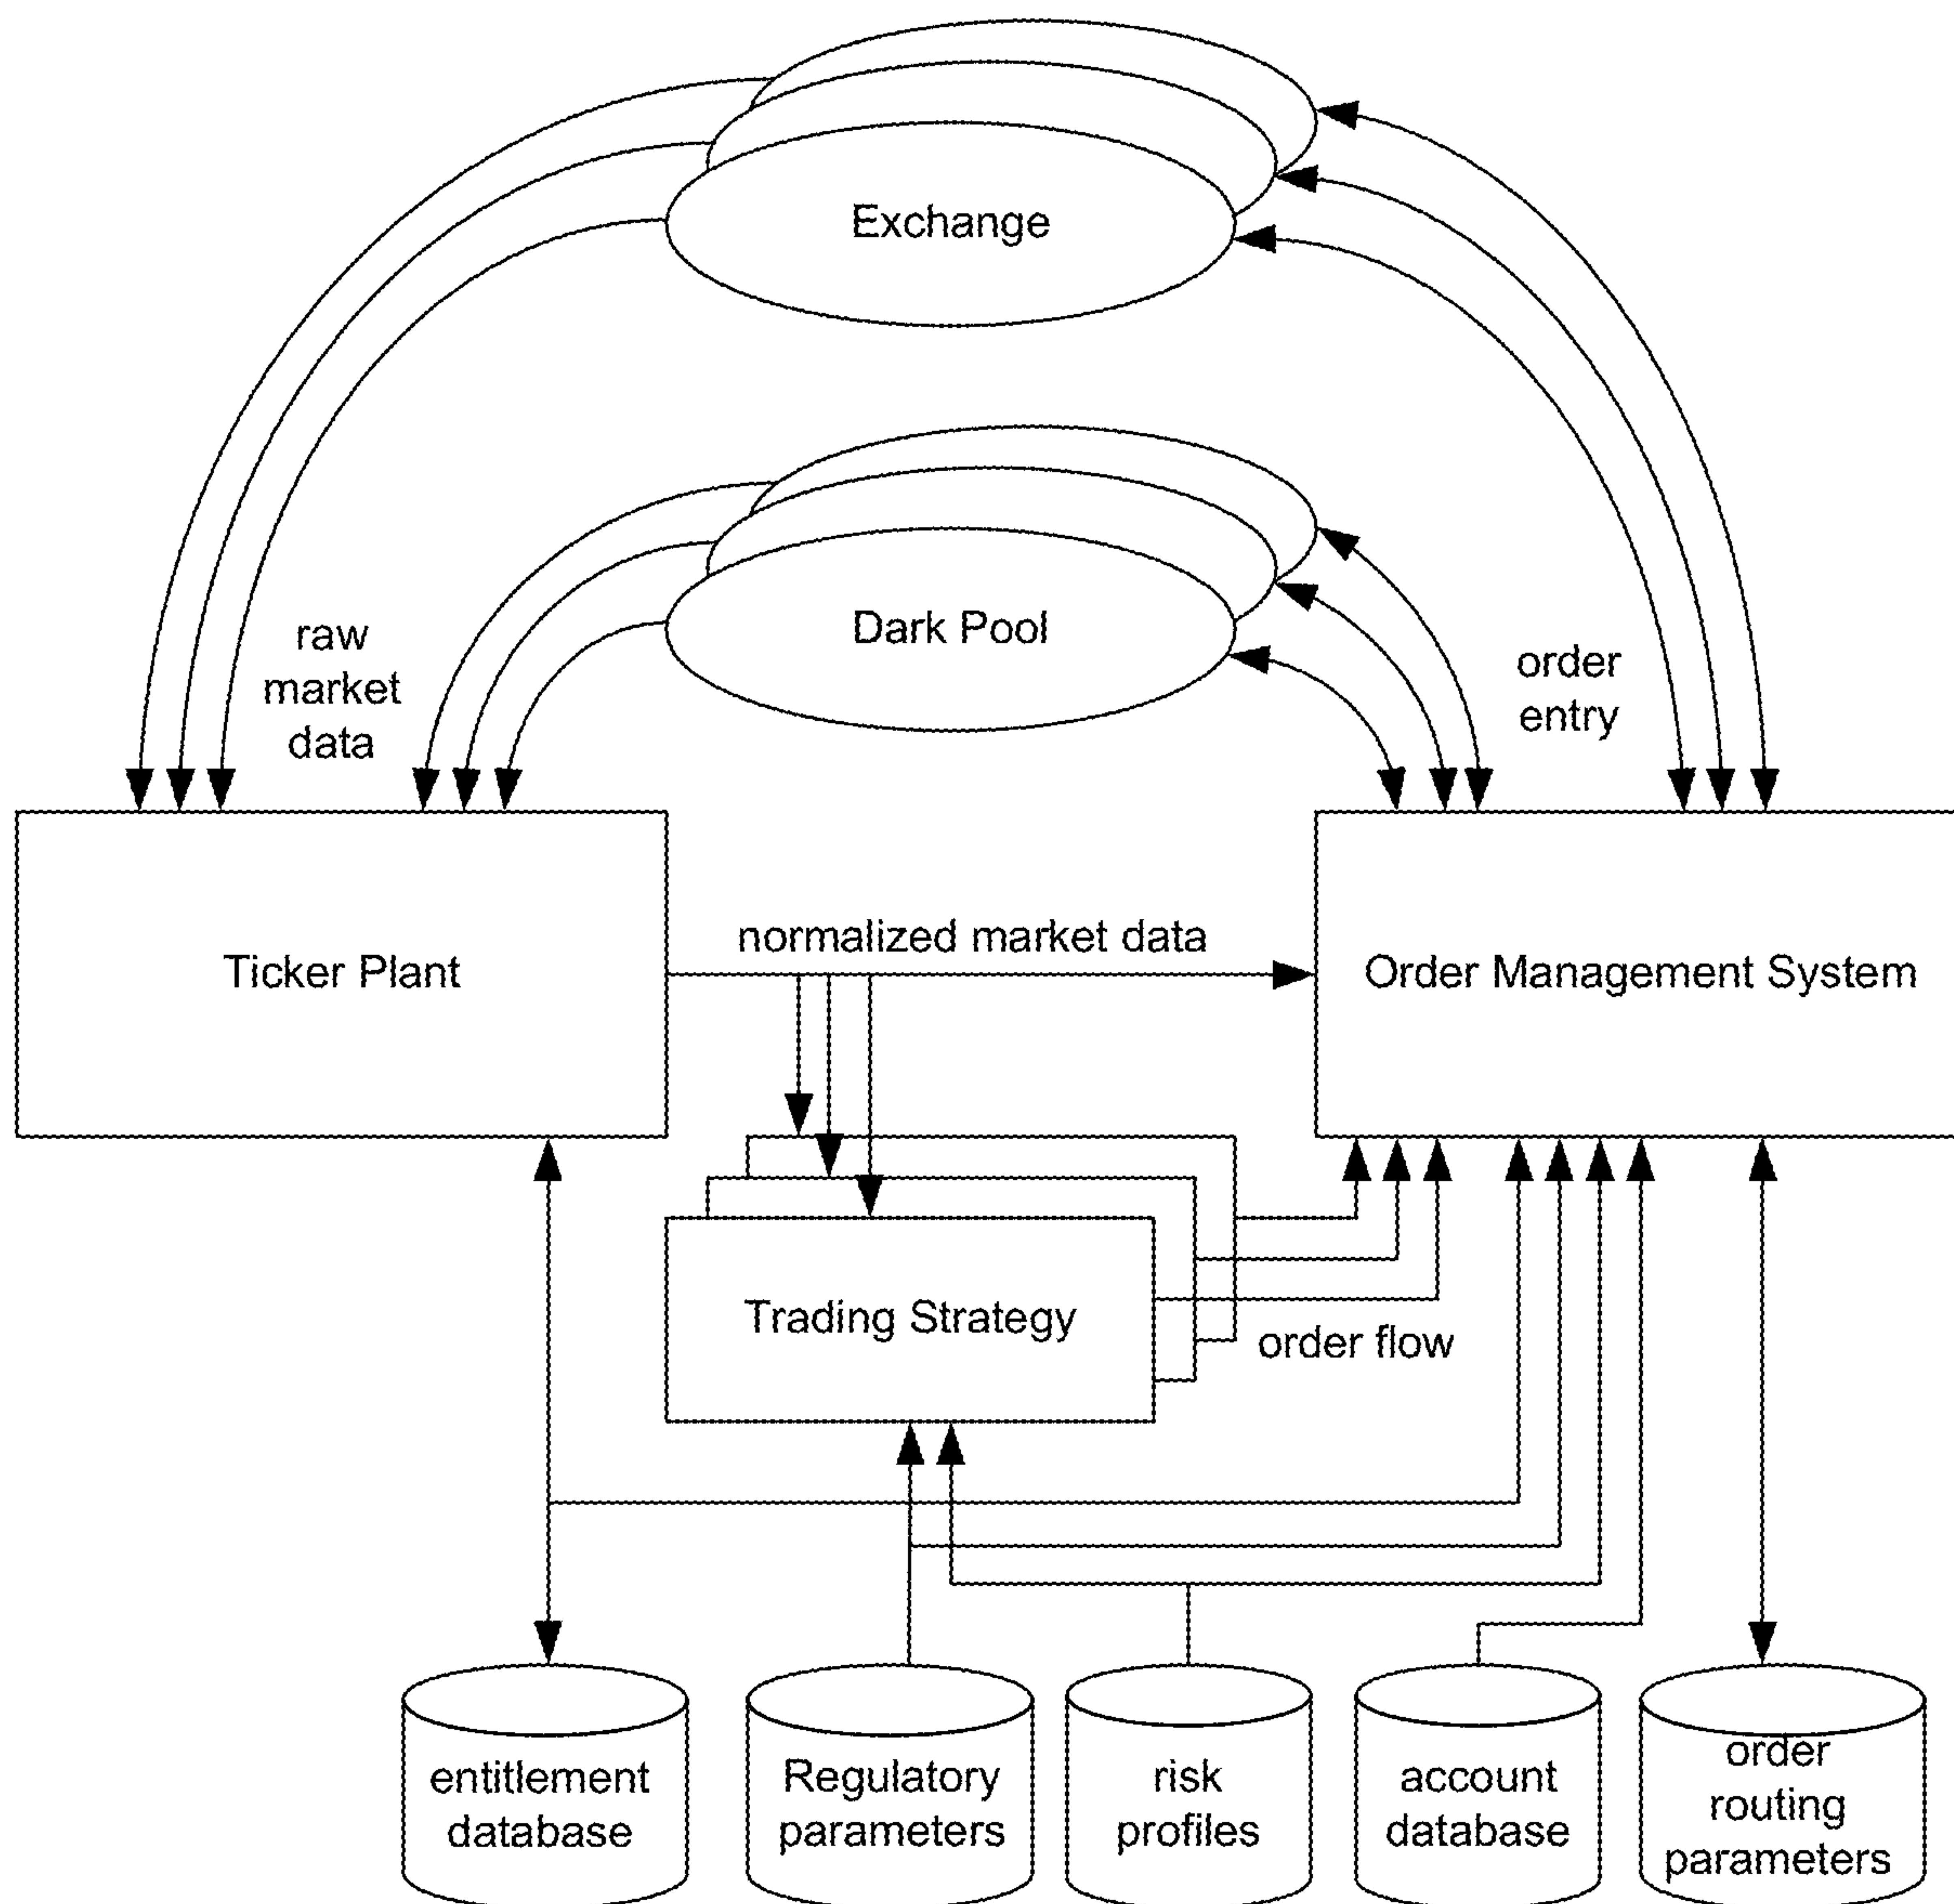 Exchange
Dark Pool
raw
market
data
order
entry
normalized market data
Ticker Plant
Order Management System
Trading Strategy
order flow
entitlement
database
Regulatory
parameters
risk
profiles
account
database
order
routing
parameters